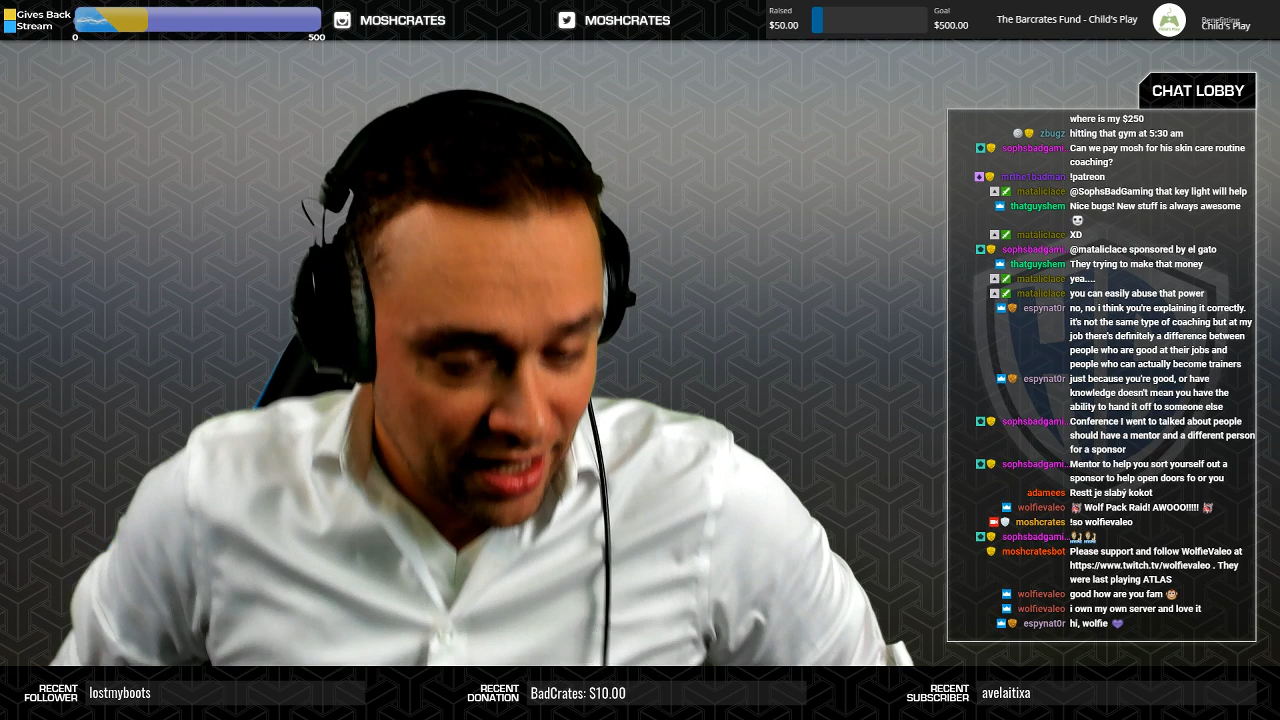 Gives Back
Stream
0
500
MOSHCRATES
MOSHCRATES
Raised
$50.00
Goal
$500.00
The Barcrates Fund - Child's Play
Benefitting
Child's Play
CHAT LOBBY
where is my $250
zbugz hitting that gym at 5:30 am
sophsbadgami.. Can we pay mosh for his skin care routine
coaching?
mrthe1badman !patreon
mataliclace @SophsBadGaming that key light will help
thatguyshem Nice bugs! New stuff is always awesome
mataliclace XD
sophsbadgami.. @mataliclace sponsored by el gato
thatguyshem They trying to make that money
mataliclace yea....
mataliclace you can easily abuse that power
espynat0r no, no i think you're explaining it correctly.
it's not the same type of coaching but at my
job there's definitely a difference between
people who are good at their jobs and
people who can actually become trainers
espynat0r just because you're good, or have
knowledge doesn't mean you have the
ability to hand it off to someone else
sophsbadgami.. Conference I went to talked about people
should have a mentor and a different person
for a sponsor
sophsbadgami.. Mentor to help you sort yourself out a
sponsor to help open doors fo or you
adamees Restt je slabý kokot
wolfievaleo Wolf Pack Raid! AWOOO!!!!!
moshcrates !so wolfievaleo
sophsbadgami..
moshcratesbot Please support and follow WolfieValeo at
https://www.twitch.tv/wolfievaleo . They
were last playing ATLAS
wolfievaleo good how are you fam
wolfievaleo i own my own server and love it
espynat0r hi, wolfie
RECENT
FOLLOWER
lostmyboots
RECENT
DONATION
BadCrates: $10.00
RECENT
SUBSCRIBER
avelaitixa